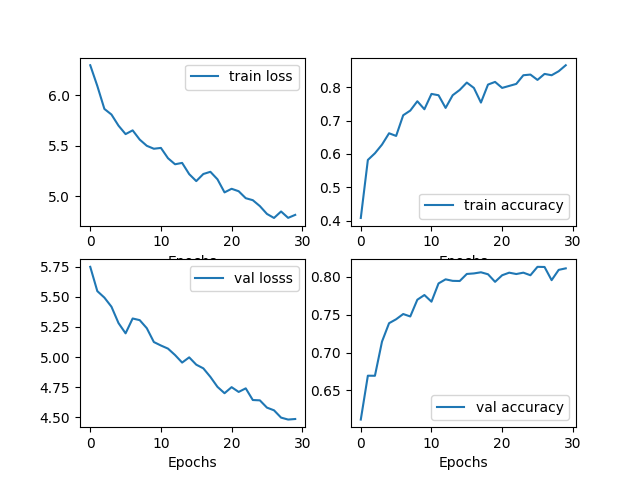 train loss
6.0
5.5
5.0
0 10 20 30
Epochs
train accuracy
0.8
0.7
0.6
0.5
0.4
0 10 20 30
Epochs
val losss
5.75
5.50
5.25
5.00
4.75
4.50
0 10 20 30
Epochs
val accuracy
0.80
0.75
0.70
0.65
0 10 20 30
Epochs